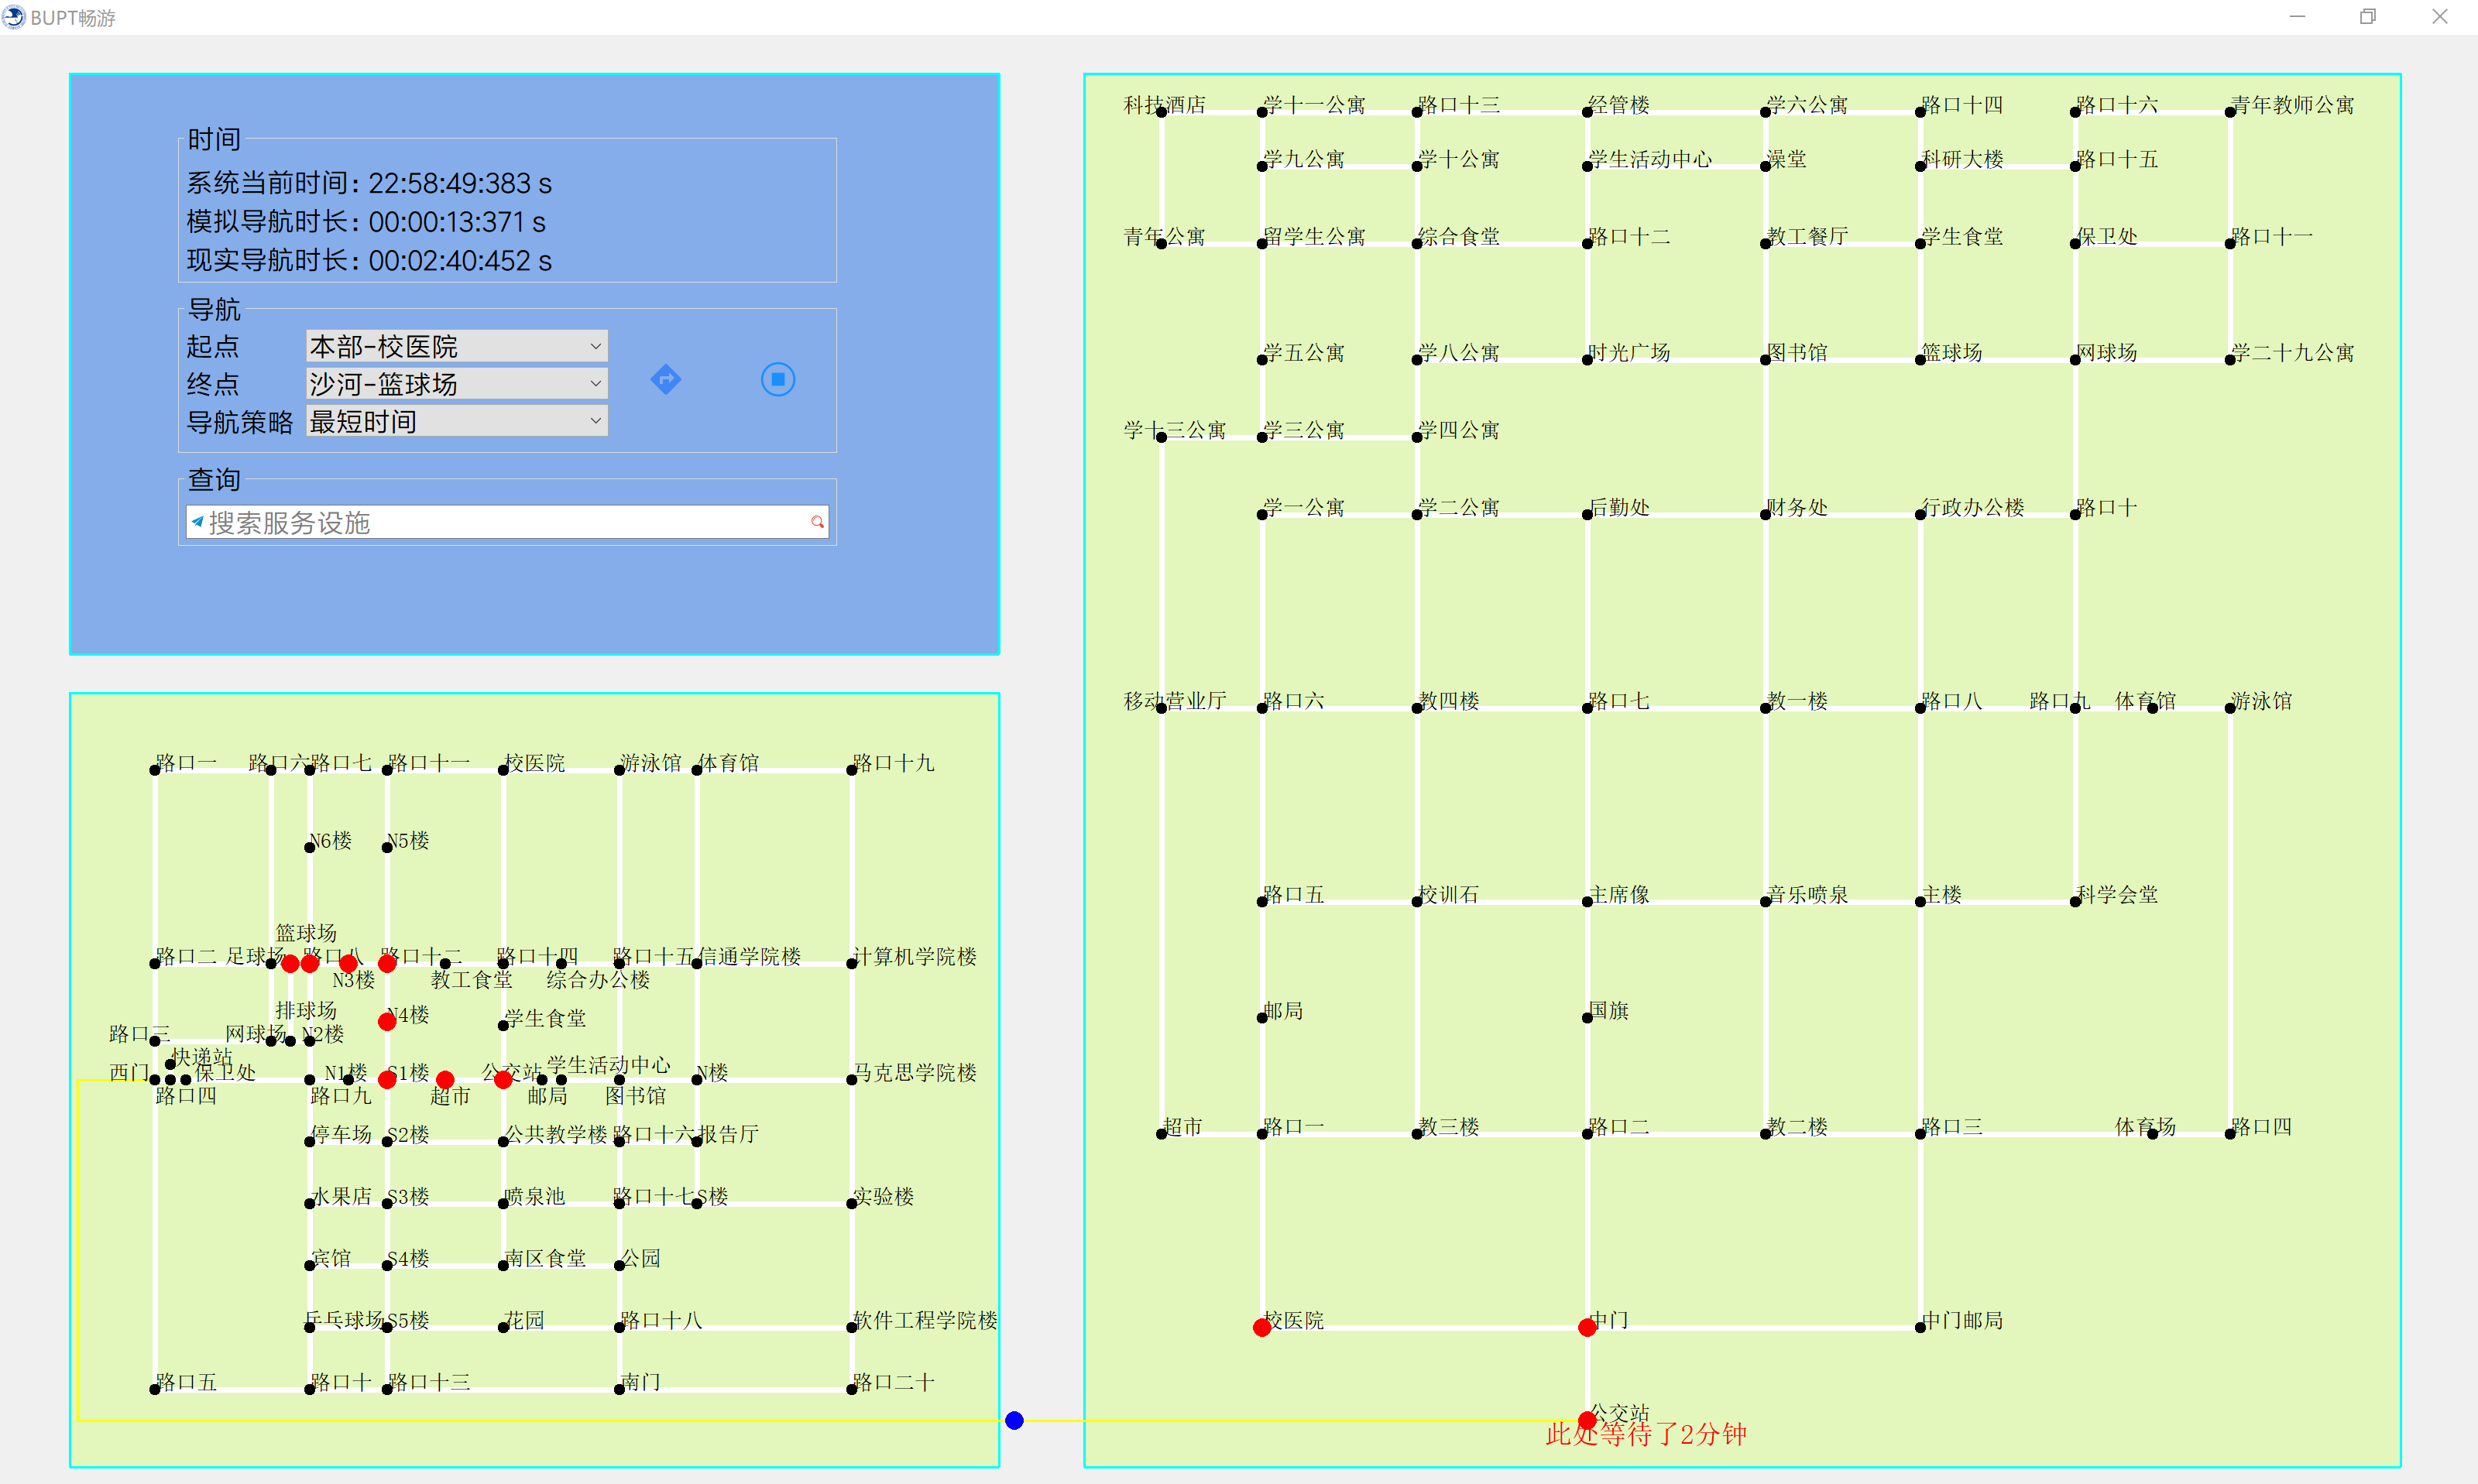 BUPT畅游
时间
系统当前时间：22:58:49:383 s
模拟导航时长：00:00:13:371 s
现实导航时长：00:02:40:452 s
导航
起点 本部-校医院
终点 沙河-篮球场
导航策略 最短时间
查询
搜索服务设施
路口一 路口六 路口七 路口十一 校医院 游泳馆 体育馆 路口十九
N6楼 N5楼
篮球场
路口二 足球场 路口八 路口十二 路口十四 路口十五 信通学院楼 计算机学院楼
N3楼 教工食堂 综合办公楼
排球场 N4楼 学生食堂
路口三 网球场 N2楼
快递站 学生活动中心
西门 保卫处 N1楼 S1楼 公交站 N楼 马克思学院楼
路口四 路口九 超市 邮局 图书馆
停车场 S2楼 公共教学楼 路口十六 报告厅
水果店 S3楼 喷泉池 路口十七 S楼 实验楼
宾馆 S4楼 南区食堂 公园
乒乓球场 S5楼 花园 路口十八 软件工程学院楼
路口五 路口十 路口十三 南门 路口二十
科技酒店 学十一公寓 路口十三 经管楼 学六公寓 路口十四 路口十六 青年教师公寓
学九公寓 学十公寓 学生活动中心 澡堂 科研大楼 路口十五
青年公寓 留学生公寓 综合食堂 路口十二 教工餐厅 学生食堂 保卫处 路口十一
学五公寓 学八公寓 时光广场 图书馆 篮球场 网球场 学二十九公寓
学十三公寓 学三公寓 学四公寓
学一公寓 学二公寓 后勤处 财务处 行政办公楼 路口十
移动营业厅 路口六 教四楼 路口七 教一楼 路口八 路口九 体育馆 游泳馆
路口五 校训石 主席像 音乐喷泉 主楼 科学会堂
邮局 国旗
超市 路口一 教三楼 路口二 教二楼 路口三 体育场 路口四
校医院 中门 中门邮局
公交站
此处等待了2分钟